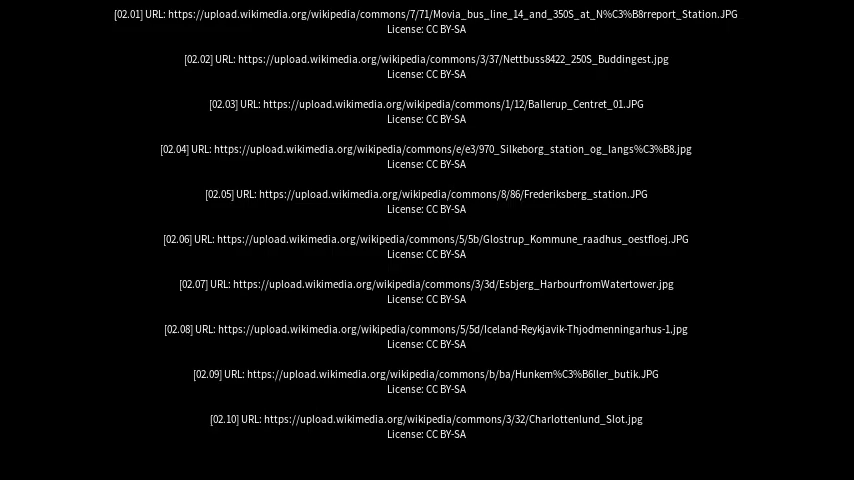 [02.01] URL: https://upload.wikimedia.org/wikipedia/commons/7/71/Movia_bus_line_14_and_350S_at_N%C3%B8rreport_Station.JPG
License: CC BY-SA
[02.02] URL: https://upload.wikimedia.org/wikipedia/commons/3/37/Nettbuss8422_250S_Buddingest.jpg
License: CC BY-SA
[02.03] URL: https://upload.wikimedia.org/wikipedia/commons/1/12/Ballerup_Centret_01.JPG
License: CC BY-SA
[02.04] URL: https://upload.wikimedia.org/wikipedia/commons/e/e3/970_Silkeborg_station_og_langs%C3%B8.jpg
License: CC BY-SA
[02.05] URL: https://upload.wikimedia.org/wikipedia/commons/8/86/Frederiksberg_station.JPG
License: CC BY-SA
[02.06] URL: https://upload.wikimedia.org/wikipedia/commons/5/5b/Glostrup_Kommune_raadhus_oestfloej.JPG
License: CC BY-SA
[02.07] URL: https://upload.wikimedia.org/wikipedia/commons/3/3d/Esbjerg_HarbourfromWatertower.jpg
License: CC BY-SA
[02.08] URL: https://upload.wikimedia.org/wikipedia/commons/5/5d/Iceland-Reykjavik-Thjodmenningarhus-1.jpg
License: CC BY-SA
[02.09] URL: https://upload.wikimedia.org/wikipedia/commons/b/ba/Hunkem%C3%B6ller_butik.JPG
License: CC BY-SA
[02.10] URL: https://upload.wikimedia.org/wikipedia/commons/3/32/Charlottenlund_Slot.jpg
License: CC BY-SA